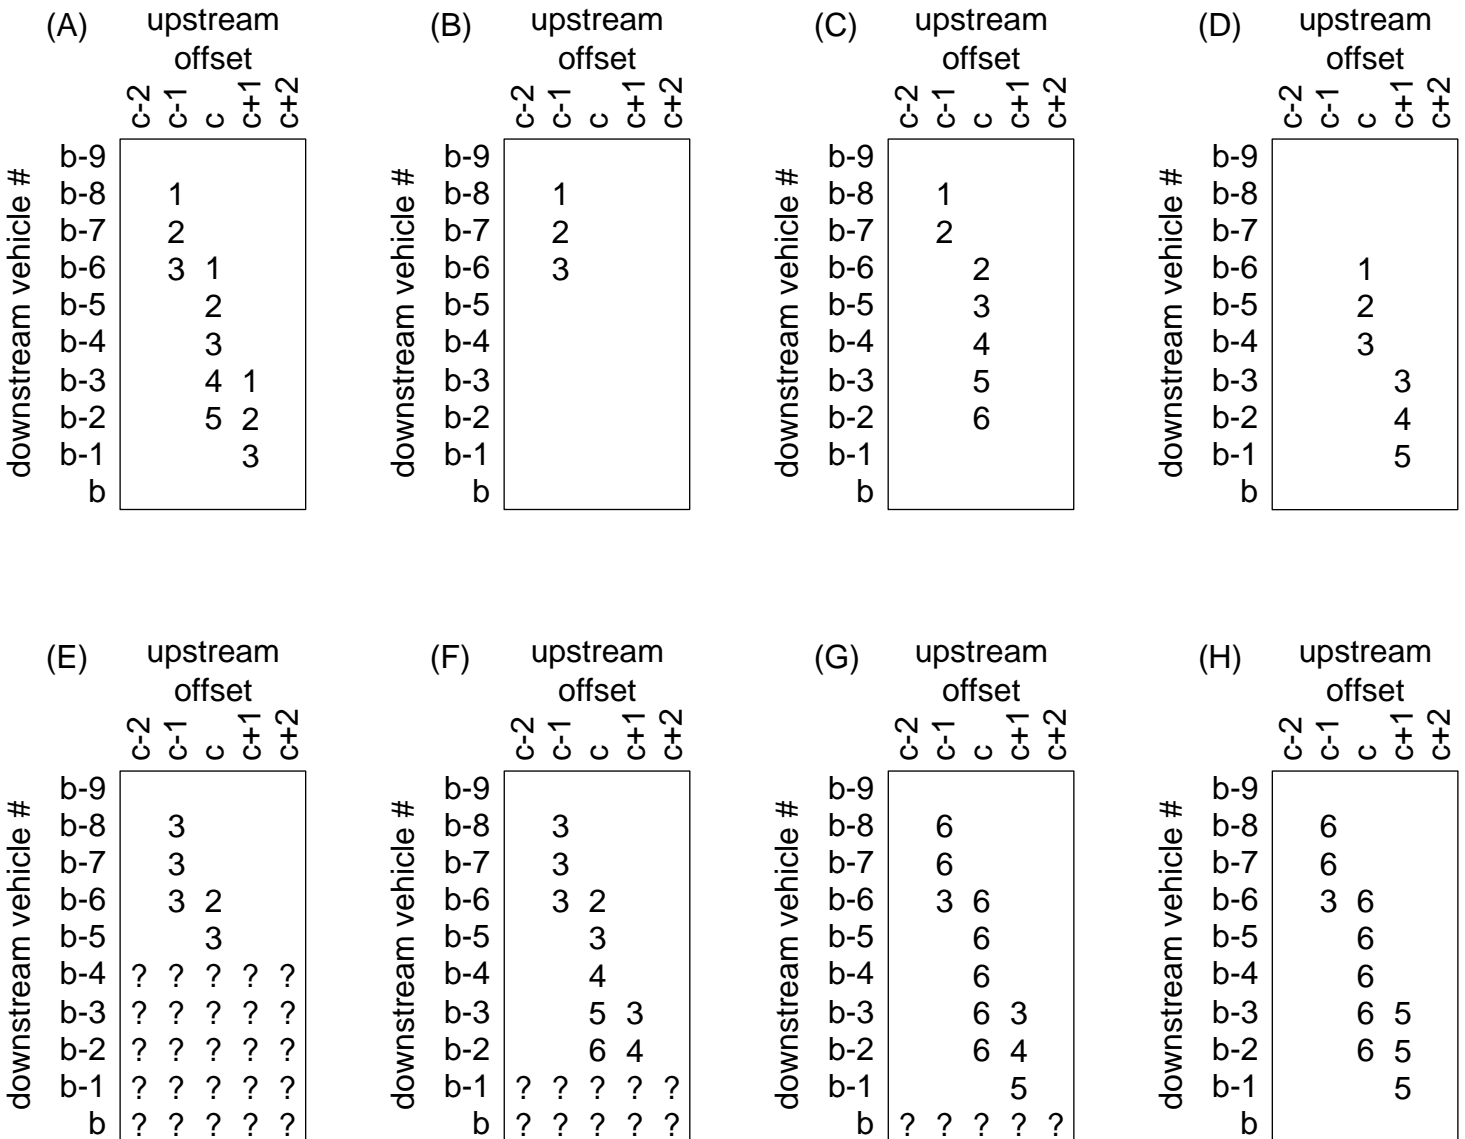 (A) upstream offset
c-2 c-1 c c+1 c+2
downstream vehicle #
b-9
b-8 1
b-7 2
b-6 3 1
b-5 2
b-4 3
b-3 4 1
b-2 5 2
b-1 3
b
(B) upstream offset
c-2 c-1 c c+1 c+2
downstream vehicle #
b-9
b-8 1
b-7 2
b-6 3
b-5
b-4
b-3
b-2
b-1
b
(C) upstream offset
c-2 c-1 c c+1 c+2
downstream vehicle #
b-9
b-8 1
b-7 2
b-6 2
b-5 3
b-4 4
b-3 5
b-2 6
b-1
b
(D) upstream offset
c-2 c-1 c c+1 c+2
downstream vehicle #
b-9
b-8
b-7
b-6 1
b-5 2
b-4 3
b-3 3
b-2 4
b-1 5
b
(E) upstream offset
c-2 c-1 c c+1 c+2
downstream vehicle #
b-9
b-8 3
b-7 3
b-6 3 2
b-5 3
b-4 ? ? ? ? ?
b-3 ? ? ? ? ?
b-2 ? ? ? ? ?
b-1 ? ? ? ? ?
b ? ? ? ? ?
(F) upstream offset
c-2 c-1 c c+1 c+2
downstream vehicle #
b-9
b-8 3
b-7 3
b-6 3 2
b-5 3
b-4 4
b-3 5 3
b-2 6 4
b-1 ? ? ? ? ?
b ? ? ? ? ?
(G) upstream offset
c-2 c-1 c c+1 c+2
downstream vehicle #
b-9
b-8 6
b-7 6
b-6 3 6
b-5 6
b-4 6
b-3 6 3
b-2 6 4
b-1 5
b ? ? ? ? ?
(H) upstream offset
c-2 c-1 c c+1 c+2
downstream vehicle #
b-9
b-8 6
b-7 6
b-6 3 6
b-5 6
b-4 6
b-3 6 5
b-2 6 5
b-1 5
b